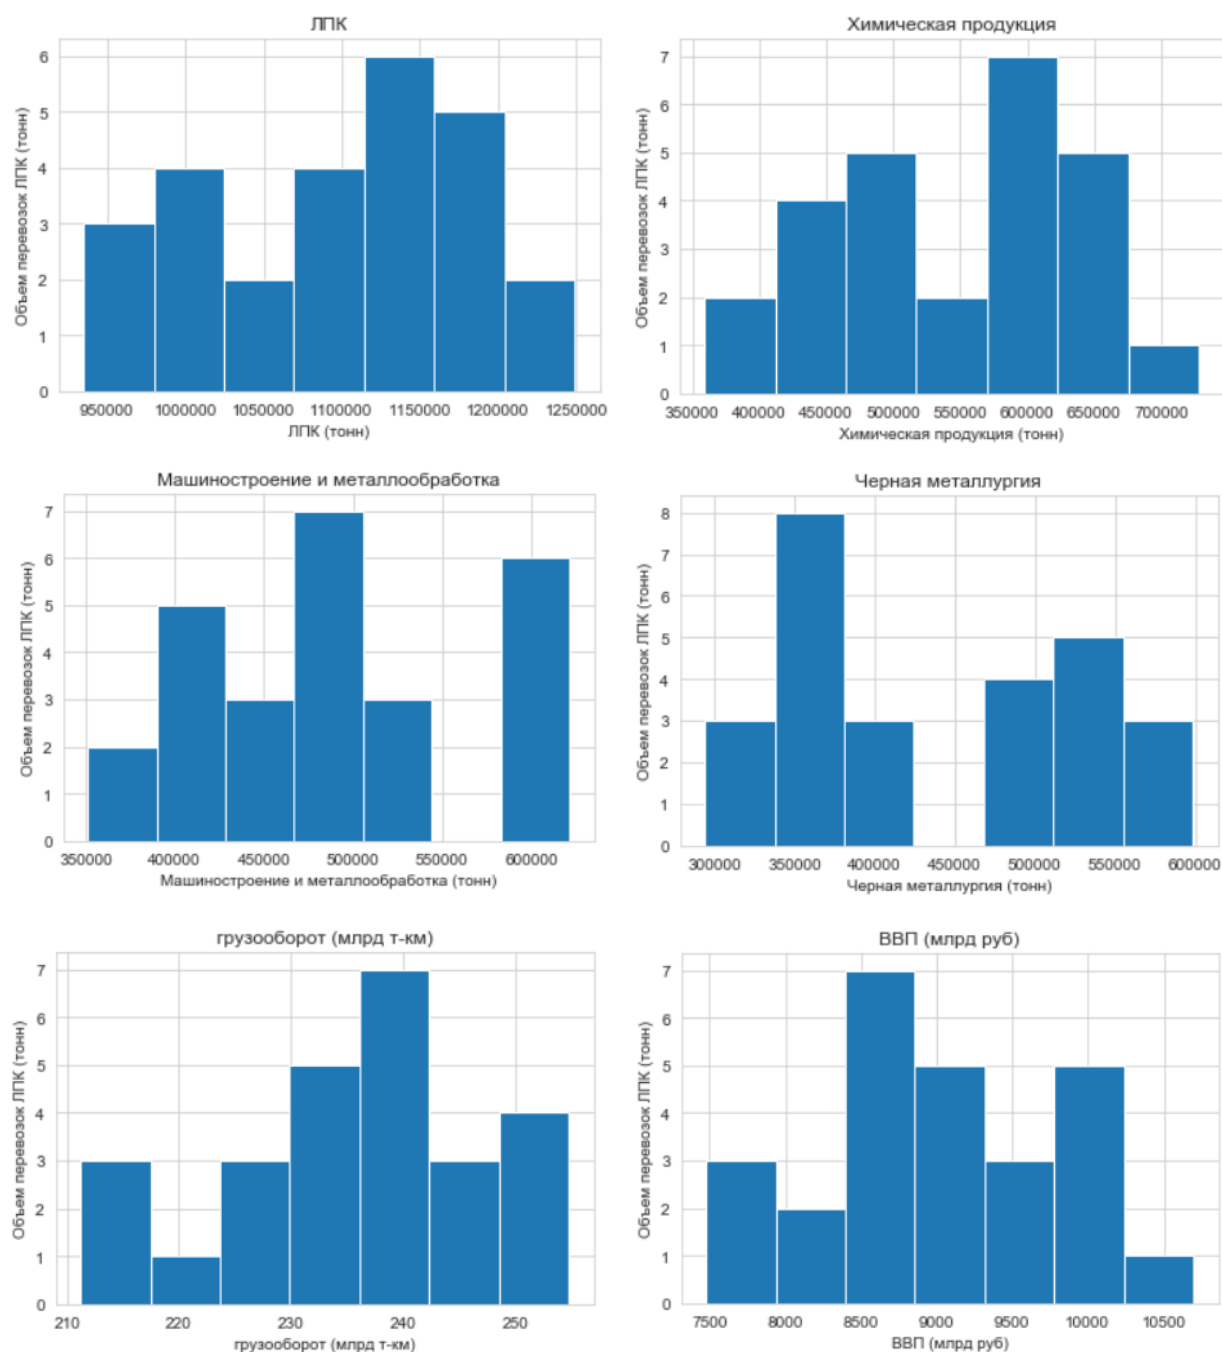 ЛПК
6
5
4
3
2
1
0
Объем перевозок ЛПК (тонн)
950000 1000000 1050000 1100000 1150000 1200000 1250000
ЛПК (тонн)
Химическая продукция
7
6
5
4
3
2
1
0
Объем перевозок ЛПК (тонн)
350000 400000 450000 500000 550000 600000 650000 700000
Химическая продукция (тонн)
Машиностроение и металлообработка
7
6
5
4
3
2
1
0
Объем перевозок ЛПК (тонн)
350000 400000 450000 500000 550000 600000
Машиностроение и металлообработка (тонн)
Черная металлургия
8
7
6
5
4
3
2
1
0
Объем перевозок ЛПК (тонн)
300000 350000 400000 450000 500000 550000 600000
Черная металлургия (тонн)
грузооборот (млрд т-км)
7
6
5
4
3
2
1
0
Объем перевозок ЛПК (тонн)
210 220 230 240 250
грузооборот (млрд т-км)
ВВП (млрд руб)
7
6
5
4
3
2
1
0
Объем перевозок ЛПК (тонн)
7500 8000 8500 9000 9500 10000 10500
ВВП (млрд руб)